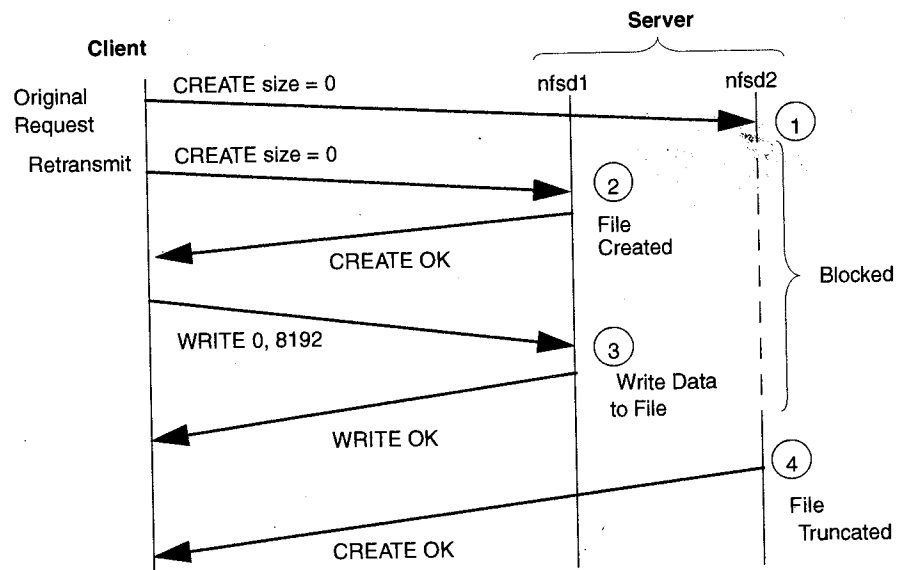 Server
Client
nfsd1
nfsd2
CREATE size = 0
Original
Request
1
CREATE size = 0
Retransmit
2
File
Created
CREATE OK
Blocked
WRITE 0, 8192
3
Write Data
to File
WRITE OK
4
File
Truncated
CREATE OK